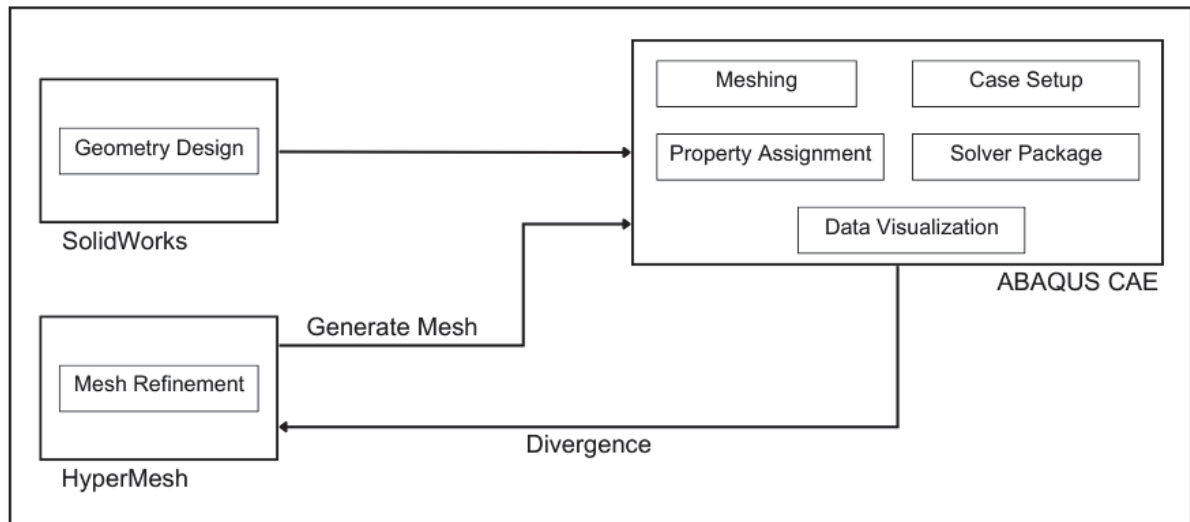 Meshing
Case Setup
Geometry Design
Property Assignment
Solver Package
SolidWorks
Data Visualization
ABAQUS CAE
Generate Mesh
Mesh Refinement
Divergence
HyperMesh